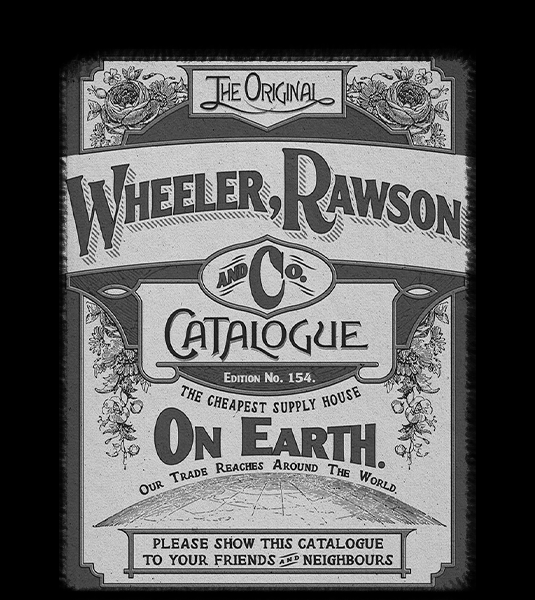 The Original
Wheeler, Rawson
and Co.
Catalogue
Edition No. 154.
The cheapest supply house
On Earth.
Our Trade Reaches Around The World.
PLEASE SHOW THIS CATALOGUE
TO YOUR FRIENDS AND NEIGHBOURS